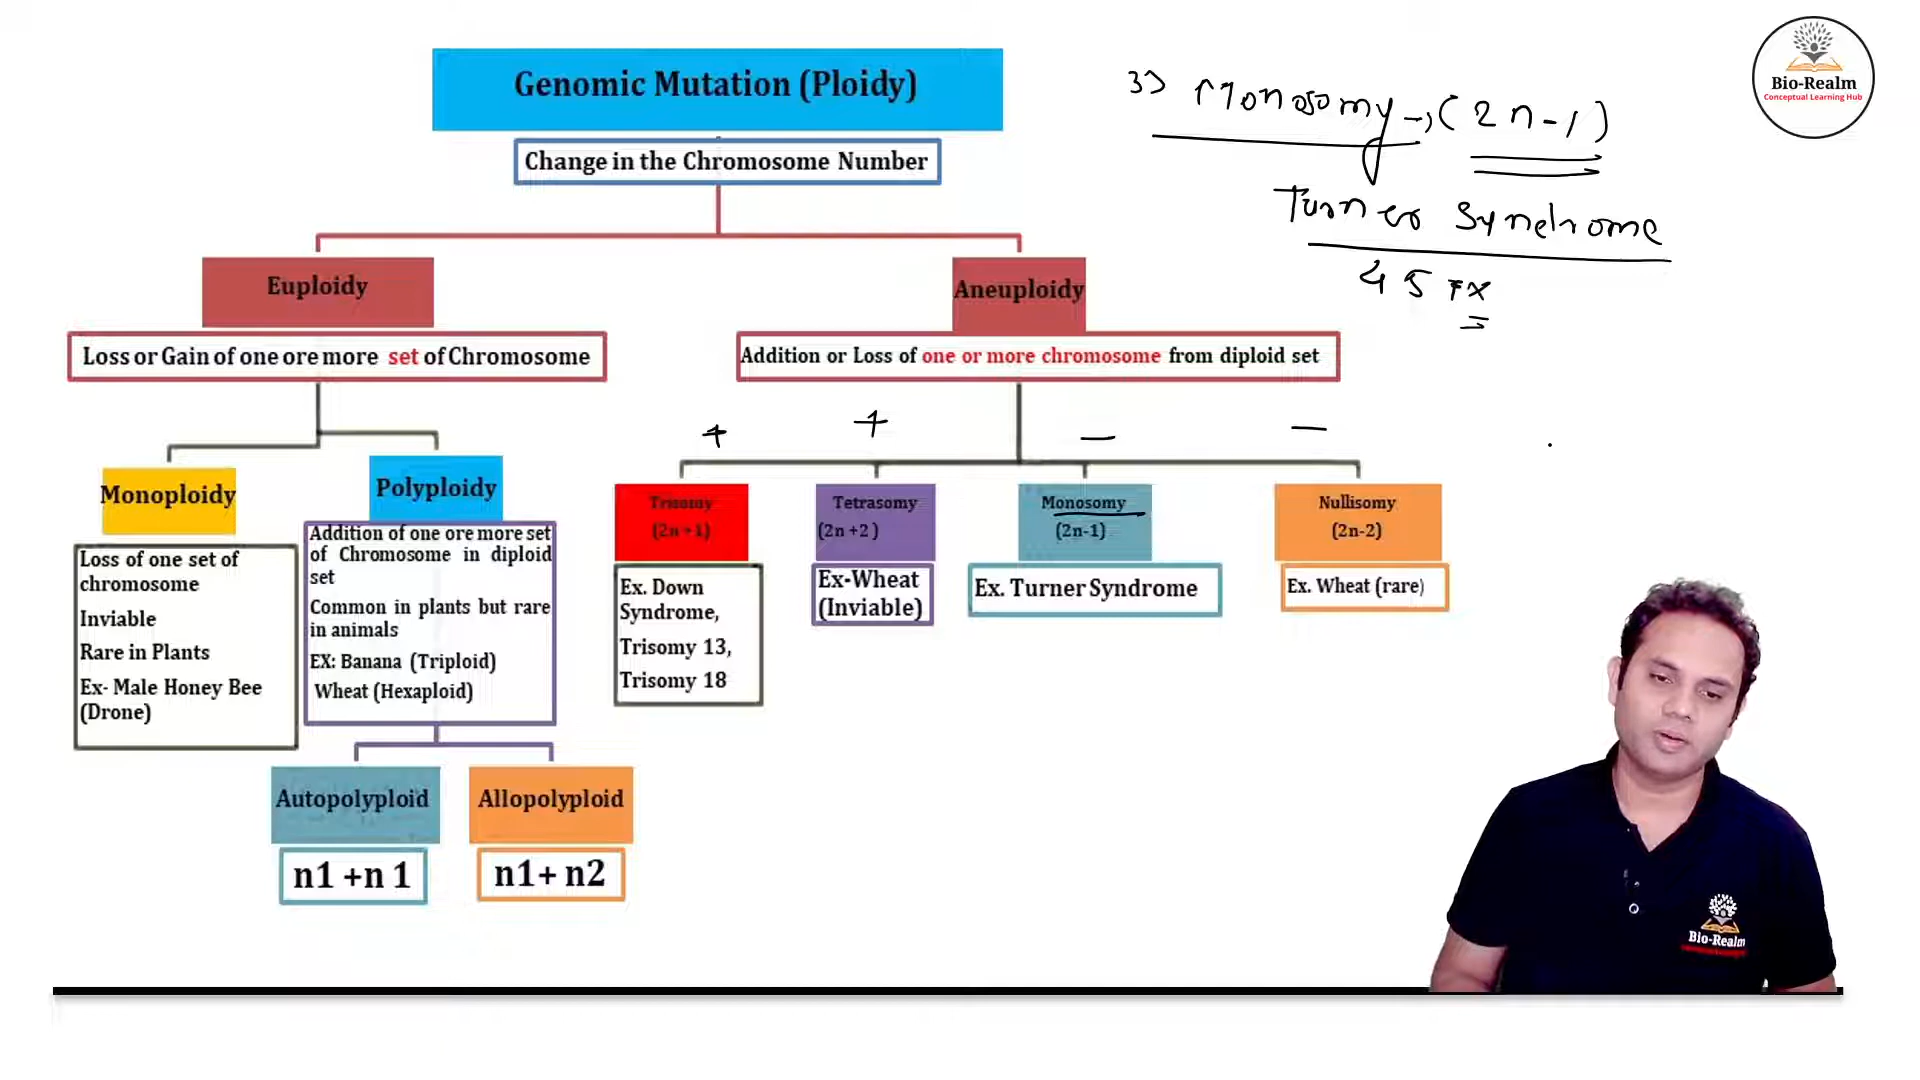 Genomic Mutation (Ploidy)
Change in the Chromosome Number
3) Monosomy → (2n-1)
Turner Syndrome
45
Bio-Realm
Conceptual Learning Hub
Euploidy
Loss or Gain of one ore more set of Chromosome
Aneuploidy
Addition or Loss of one or more chromosome from diploid set
+ + — —
Monoploidy
Loss of one set of
chromosome
Inviable
Rare in Plants
Ex- Male Honey Bee
(Drone)
Polyploidy
Addition of one ore more set
of Chromosome in diploid
set
Common in plants but rare
in animals
EX: Banana (Triploid)
Wheat (Hexaploid)
Autopolyploid
n1 +n 1
Allopolyploid
n1+ n2
Trisomy
(2n +1)
Ex. Down
Syndrome,
Trisomy 13,
Trisomy 18
Tetrasomy
(2n +2 )
Ex-Wheat
(Inviable)
Monosomy
(2n-1)
Ex. Turner Syndrome
Nullisomy
(2n-2)
Ex. Wheat (rare)
Bio-Realm